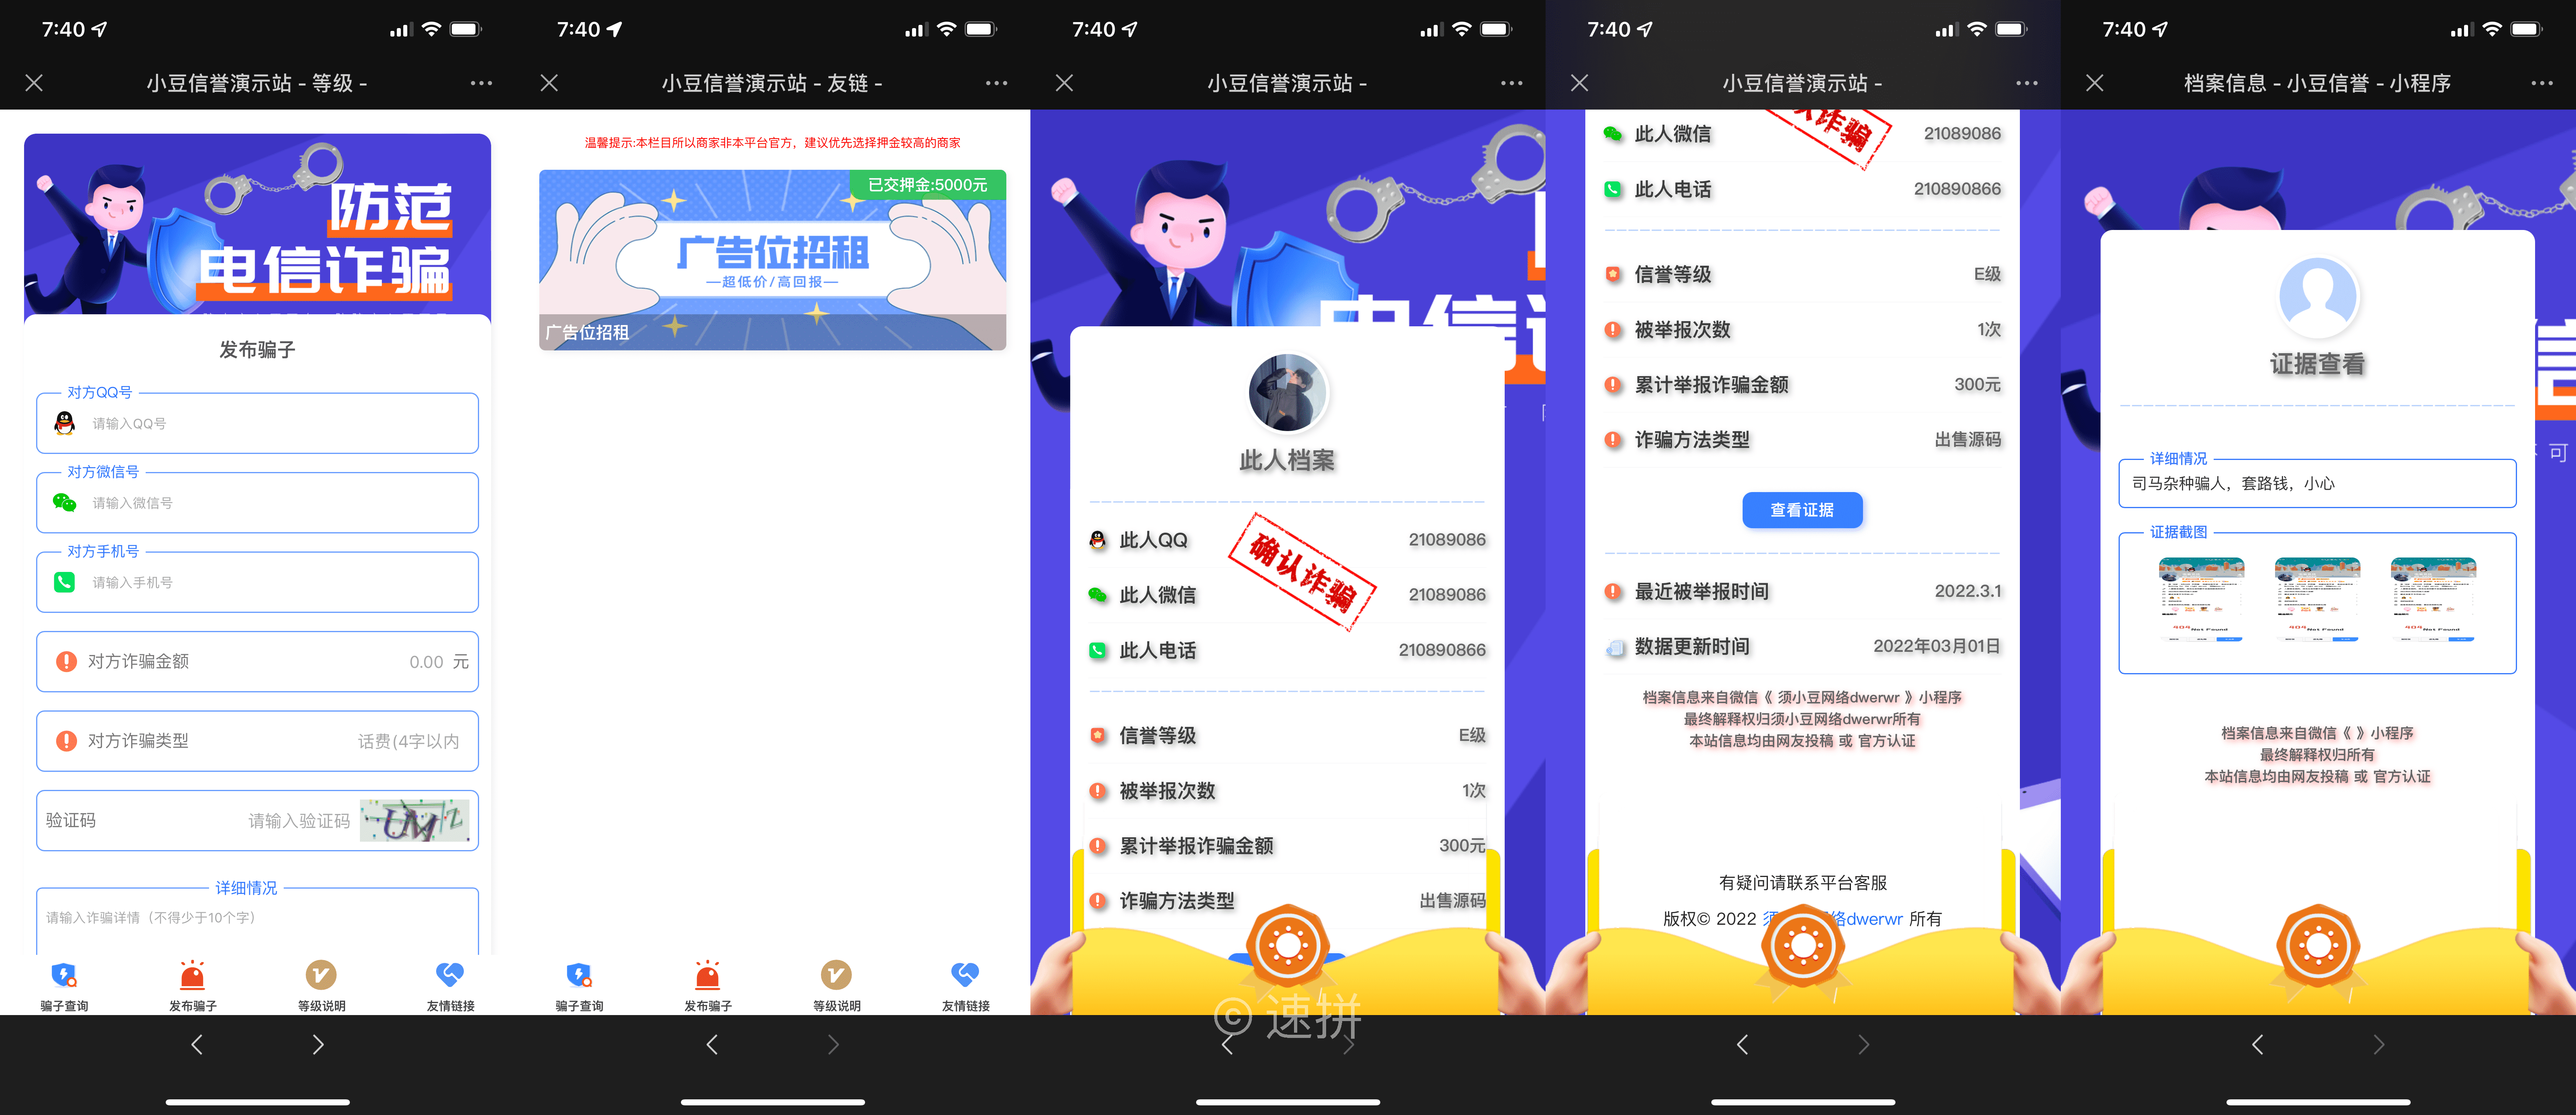 7:40
小豆信誉演示站 - 等级 -
防范
电信诈骗
发布骗子
对方QQ号
请输入QQ号
对方微信号
请输入微信号
对方手机号
请输入手机号
对方诈骗金额 0.00 元
对方诈骗类型 话费(4字以内
验证码 请输入验证码
详细情况
请输入诈骗详情（不得少于10个字）
骗子查询 发布骗子 等级说明 友情链接
7:40
小豆信誉演示站 - 友链 -
温馨提示:本栏目所以商家非本平台官方，建议优先选择押金较高的商家
已交押金:5000元
广告位招租
—超低价/高回报—
广告位招租
骗子查询 发布骗子 等级说明 友情链接
7:40
小豆信誉演示站 -
此人档案
此人QQ 21089086
确认诈骗
此人微信 21089086
此人电话 210890866
信誉等级 E级
被举报次数 1次
累计举报诈骗金额 300元
诈骗方法类型 出售源码
© 速拼
7:40
小豆信誉演示站 -
此人微信 21089086
此人电话 210890866
信誉等级 E级
被举报次数 1次
累计举报诈骗金额 300元
诈骗方法类型 出售源码
查看证据
最近被举报时间 2022.3.1
数据更新时间 2022年03月01日
档案信息来自微信《 须小豆网络dwerwr 》小程序
最终解释权归须小豆网络dwerwr所有
本站信息均由网友投稿 或 官方认证
有疑问请联系平台客服
版权© 2022 须 络dwerwr 所有
7:40
档案信息 - 小豆信誉 - 小程序
证据查看
详细情况
司马杂种骗人，套路钱，小心
证据截图
404 Not Found
404 Not Found
404 Not Found
档案信息来自微信《 》小程序
最终解释权归所有
本站信息均由网友投稿 或 官方认证